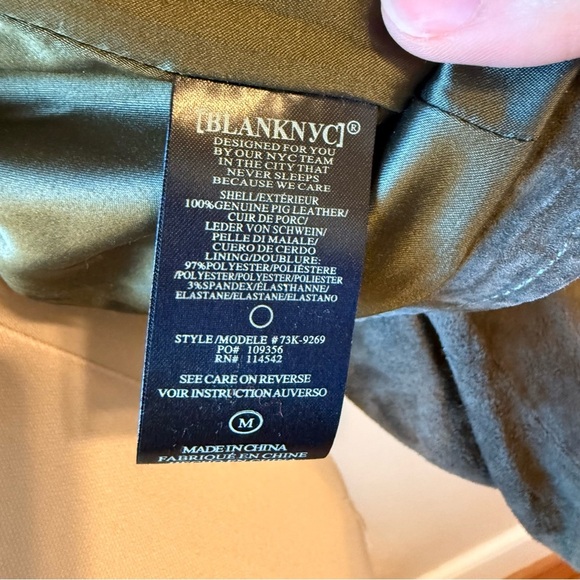 [BLANKNYC]®
DESIGNED FOR YOU
BY OUR NYC TEAM
IN THE CITY THAT
NEVER SLEEPS
BECAUSE WE CARE
SHELL/EXTÉRIEUR
100%GENUINE PIG LEATHER/
CUIR DE PORC/
LEDER VON SCHWEIN/
PELLE DI MAIALE/
CUERO DE CERDO
LINING/DOUBLURE:
97%POLYESTER/POLIÉSTERE
/POLYESTER/POLYESTER/POLIESTER
3%SPANDEX/ÉLASTHANNE/
ELASTANE/ELASTANE/ELASTANO
STYLE/MODELE #73K-9269
PO# 109356
RN# 114542
SEE CARE ON REVERSE
VOIR INSTRUCTION AUVERSO
M
MADE IN CHINA
FABRIQUÉ EN CHINE